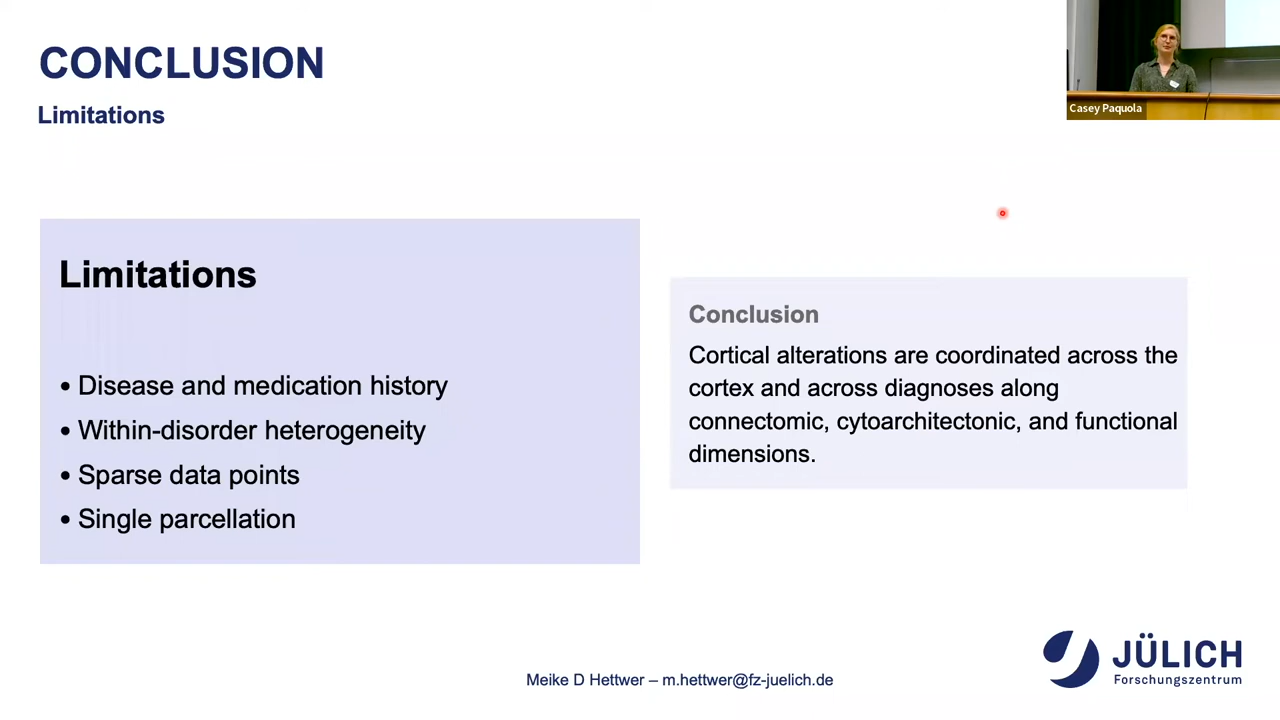 CONCLUSION
Limitations
Casey Paquola
Limitations
• Disease and medication history
• Within-disorder heterogeneity
• Sparse data points
• Single parcellation
Conclusion
Cortical alterations are coordinated across the
cortex and across diagnoses along
connectomic, cytoarchitectonic, and functional
dimensions.
Meike D Hettwer – m.hettwer@fz-juelich.de
JÜLICH
Forschungszentrum